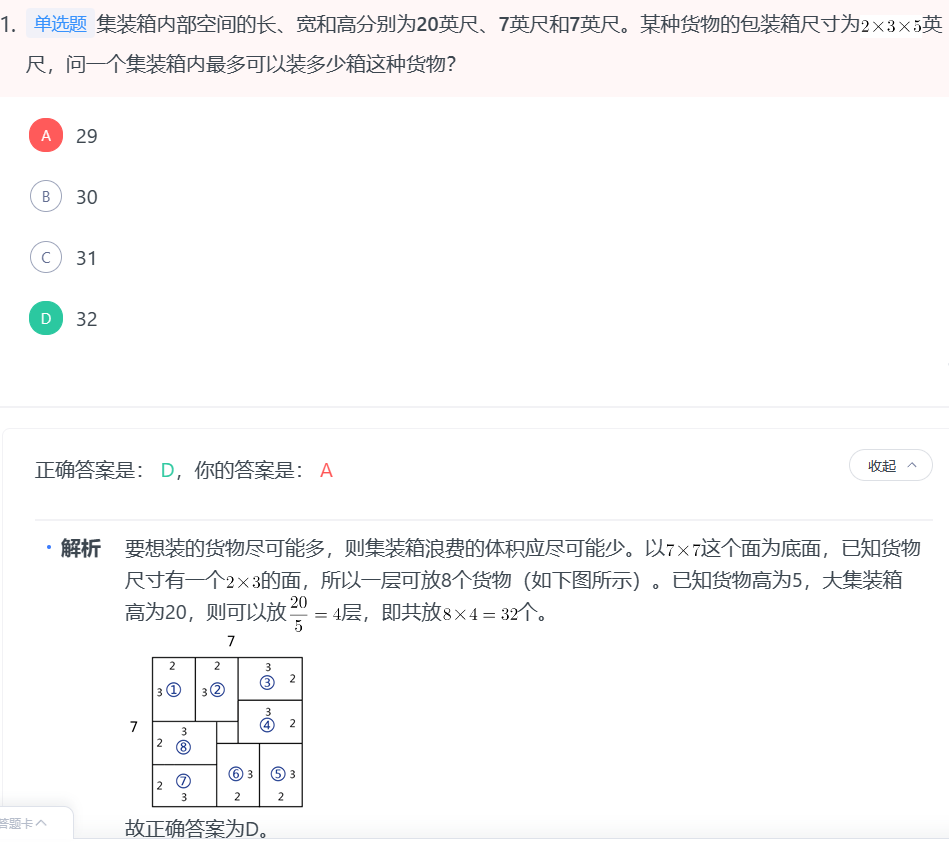 1. 单选题 集装箱内部空间的长、宽和高分别为20英尺、7英尺和7英尺。某种货物的包装箱尺寸为2×3×5英
尺，问一个集装箱内最多可以装多少箱这种货物？
A 29
B 30
C 31
D 32
正确答案是： D，你的答案是： A
收起
· 解析 要想装的货物尽可能多，则集装箱浪费的体积应尽可能少。以7×7这个面为底面，已知货物
尺寸有一个2×3的面，所以一层可放8个货物（如下图所示）。已知货物高为5，大集装箱
高为20，则可以放20/5=4层，即共放8×4=32个。
7
2 2 3
3 ① 3 ② ③ 2
3
7 3 ④ 2
2 ⑧
⑥ 3 ⑤ 3
2 ⑦
3 2 2
答题卡
故正确答案为D。